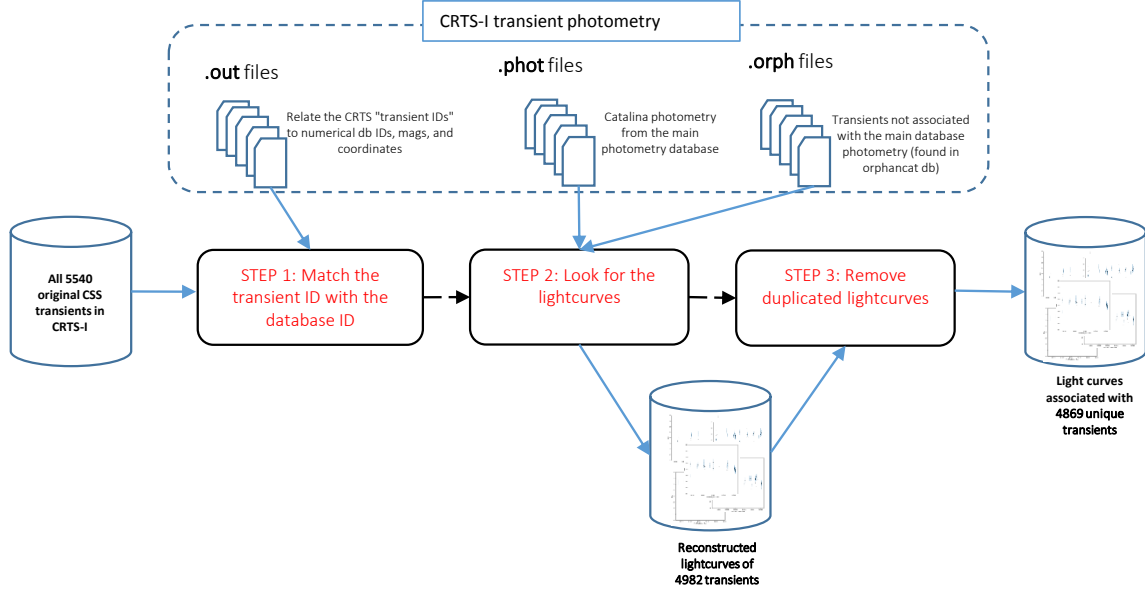 CRTS-I transient photometry
.out files
Relate the CRTS "transient IDs"
to numerical db IDs, mags, and
coordinates
.phot files
Catalina photometry
from the main
photometry database
.orph files
Transients not associated
with the main database
photometry (found in
orphancat db)
All 5540
original CSS
transients in
CRTS-I
STEP 1: Match the
transient ID with the
database ID
STEP 2: Look for the
lightcurves
STEP 3: Remove
duplicated lightcurves
Reconstructed
lightcurves of
4982 transients
Light curves
associated with
4869 unique
transients